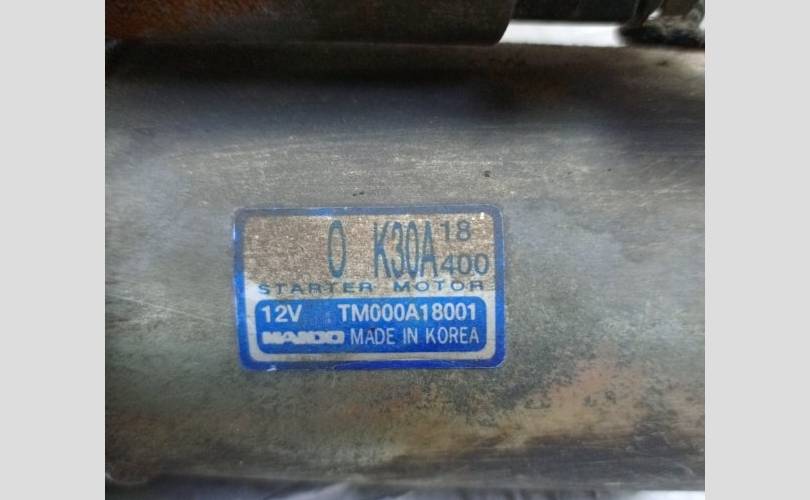 0 K30A 18 400
STARTER MOTOR
12V TM000A18001
MANDO MADE IN KOREA